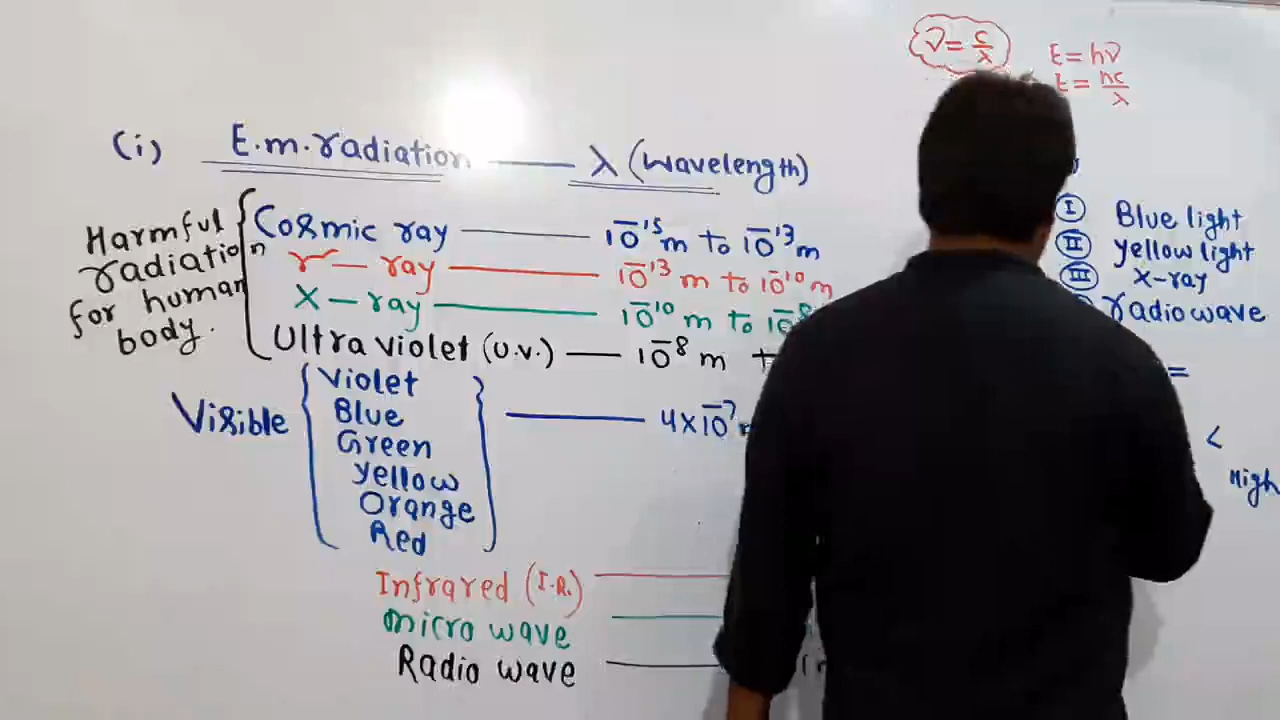 ν = c/λ
E = hν
E = hc/λ
(i) E.m.radiation — λ (wavelength)
Harmful radiation for human body.
Cosmic ray — 10⁻¹⁵ m to 10⁻¹³ m
γ - ray — 10⁻¹³ m to 10⁻¹⁰ m
X - ray — 10⁻¹⁰ m to 10⁻⁸
Ultra violet (U.V.) — 10⁻⁸ m
Visible
Violet
Blue
Green
Yellow
Orange
Red
4×10⁻⁷ m
Infrared (I.R.)
micro wave
Radio wave
I Blue light
II Yellow light
III X-ray
radio wave
=
<
High